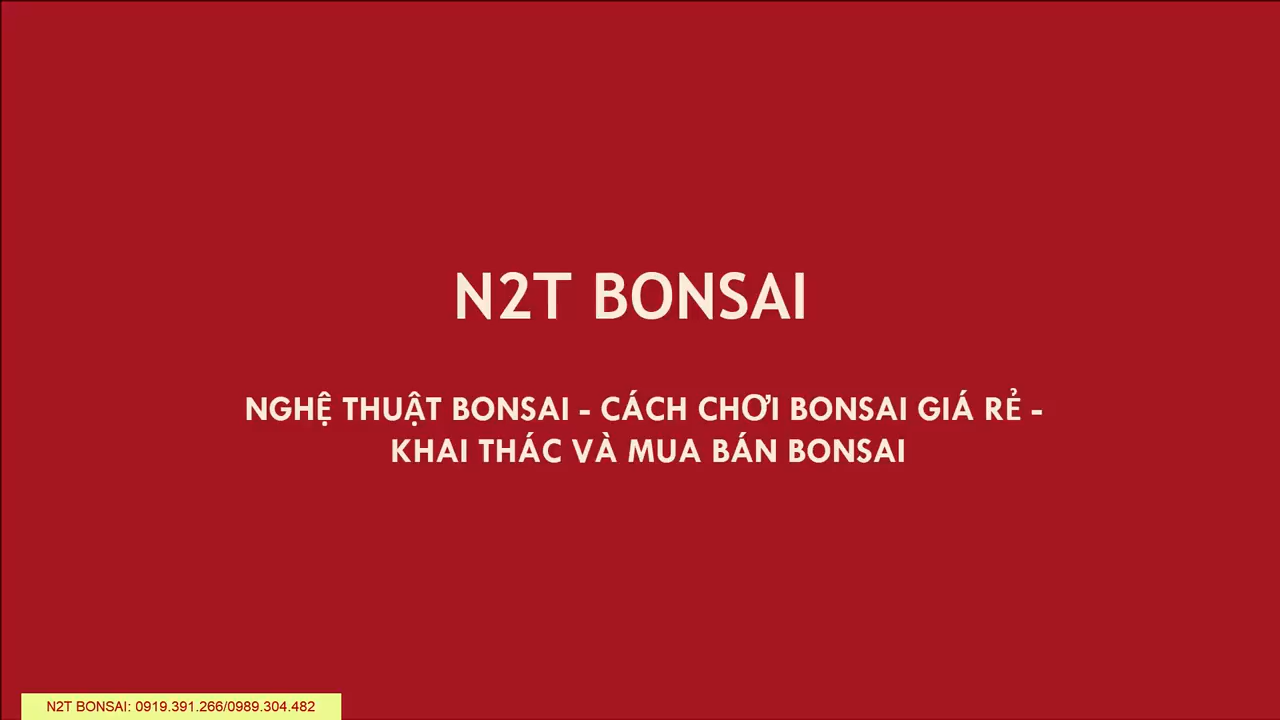 N2T BONSAI
NGHỆ THUẬT BONSAI - CÁCH CHƠI BONSAI GIÁ RẺ -
KHAI THÁC VÀ MUA BÁN BONSAI
N2T BONSAI: 0919.391.266/0989.304.482